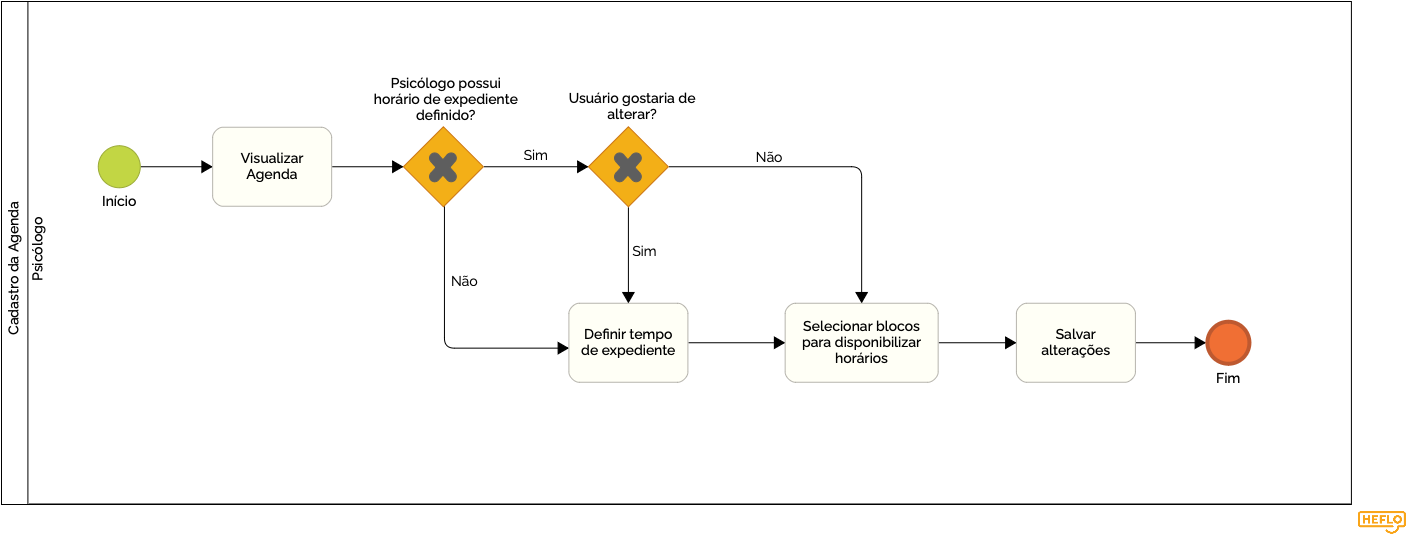 Cadastro da Agenda
Psicólogo
Início
Visualizar
Agenda
Psicólogo possui
horário de expediente
definido?
Sim
Não
Usuário gostaria de
alterar?
Não
Sim
Definir tempo
de expediente
Selecionar blocos
para disponibilizar
horários
Salvar
alterações
Fim
HEFLO